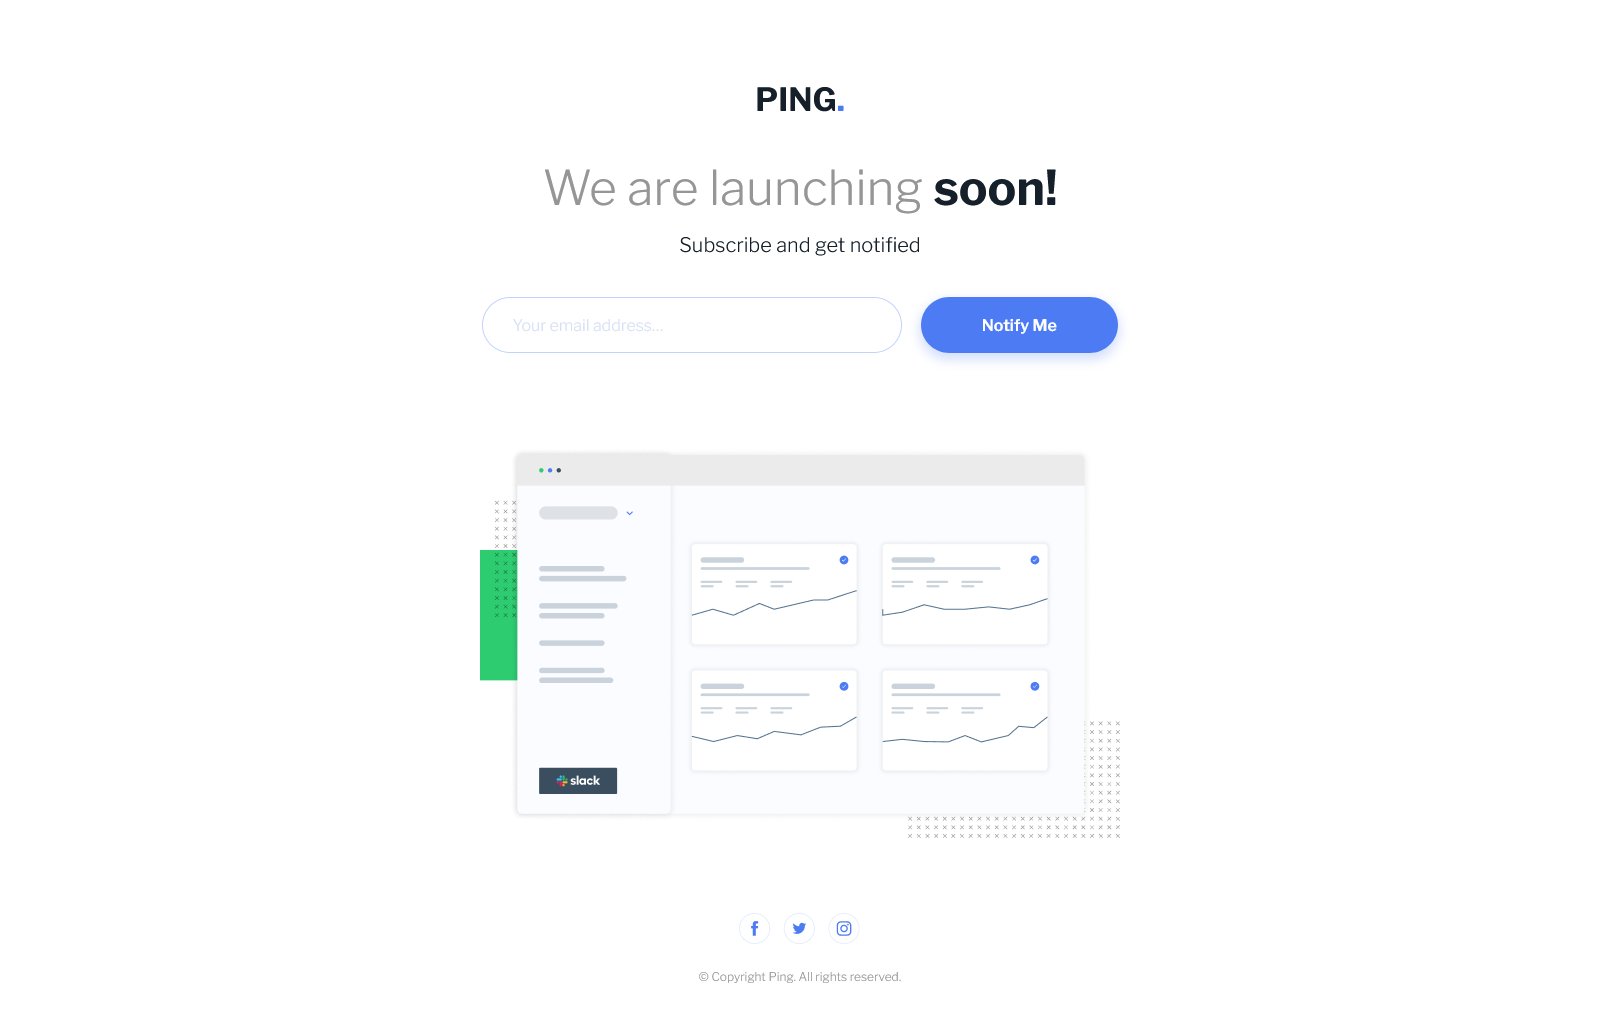 PING.
We are launching soon!
Subscribe and get notified
Your email address...
Notify Me
slack
© Copyright Ping. All rights reserved.